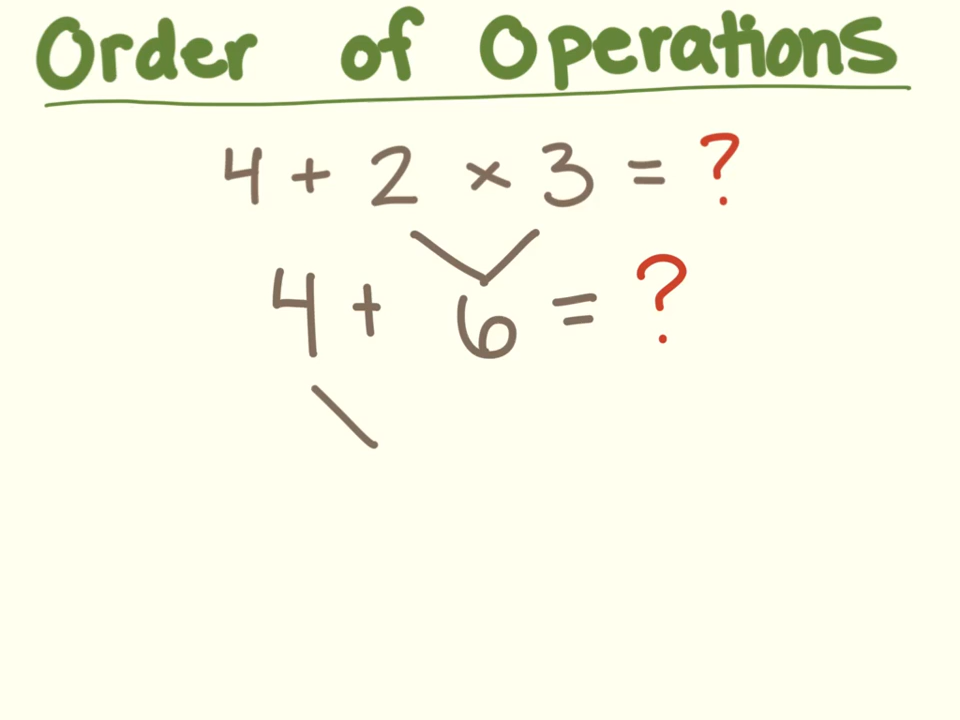 Order of Operations
4 + 2 × 3 = ?
4 + 6 = ?